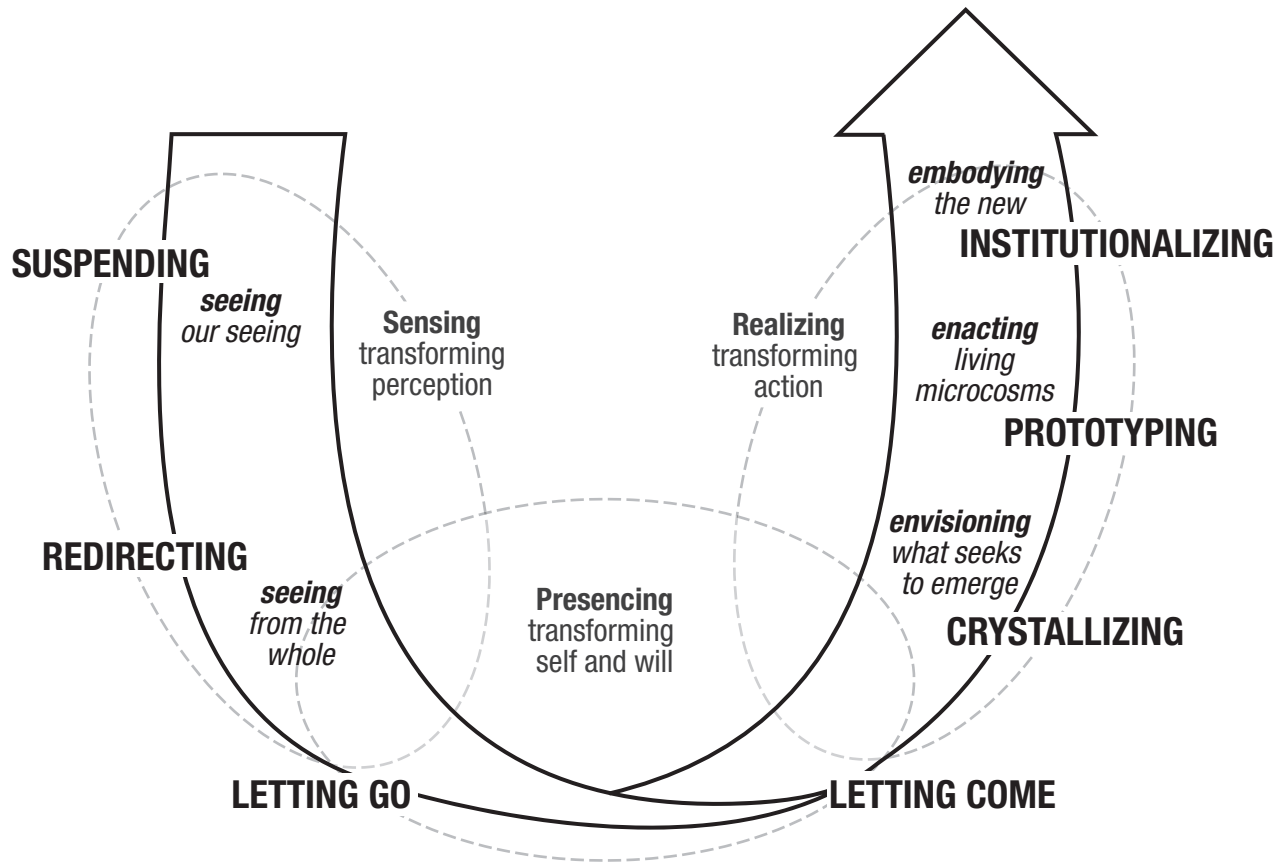 SUSPENDING
seeing
our seeing
REDIRECTING
seeing
from the
whole
LETTING GO
Sensing
transforming
perception
Presencing
transforming
self and will
Realizing
transforming
action
LETTING COME
envisioning
what seeks
to emerge
CRYSTALLIZING
enacting
living
microcosms
PROTOTYPING
embodying
the new
INSTITUTIONALIZING